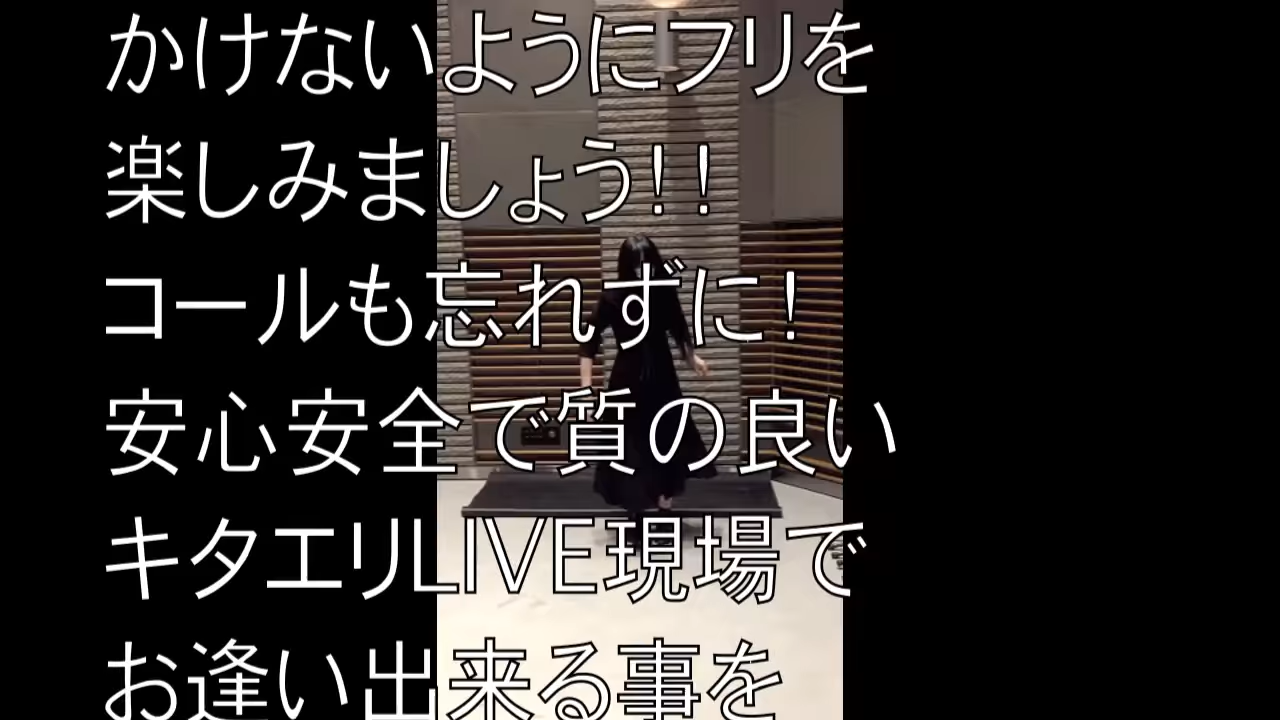 かけないようにフリを
楽しみましょう!!
コールも忘れずに!
安心安全で質の良い
キタエリLIVE現場で
お逢い出来る事を